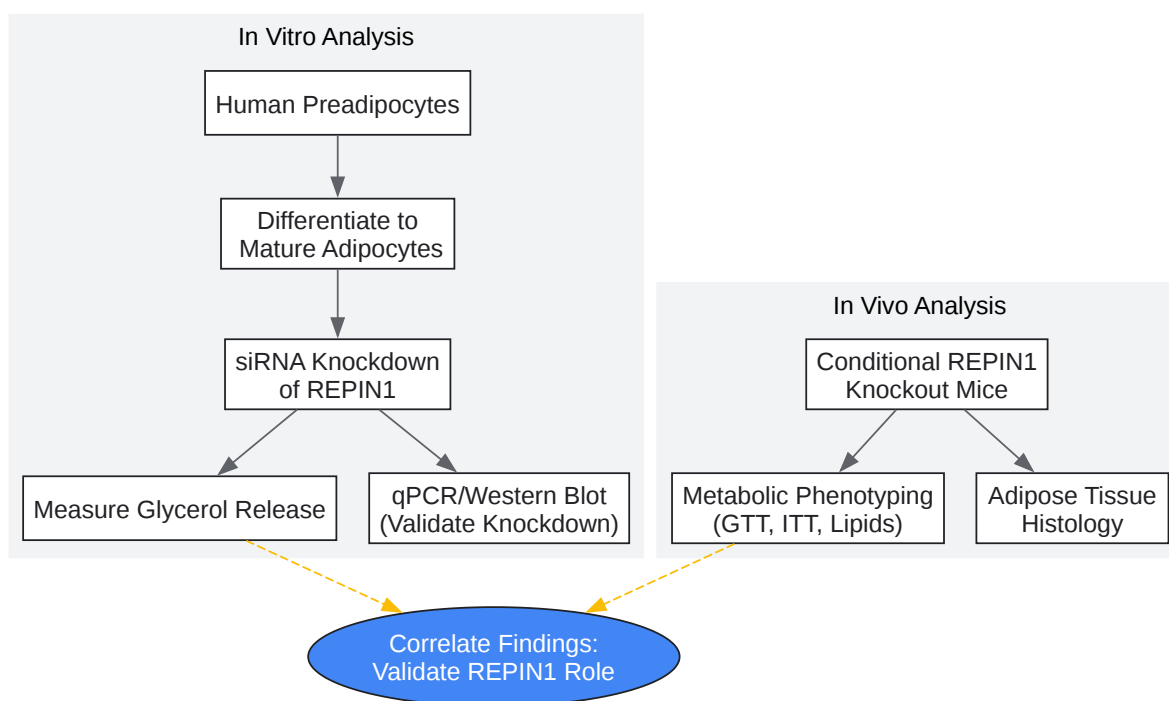 In Vitro Analysis
Human Preadipocytes
Differentiate to
Mature Adipocytes
siRNA Knockdown
of REPIN1
Measure Glycerol Release
qPCR/Western Blot
(Validate Knockdown)
In Vivo Analysis
Conditional REPIN1
Knockout Mice
Metabolic Phenotyping
(GTT, ITT, Lipids)
Adipose Tissue
Histology
Correlate Findings:
Validate REPIN1 Role